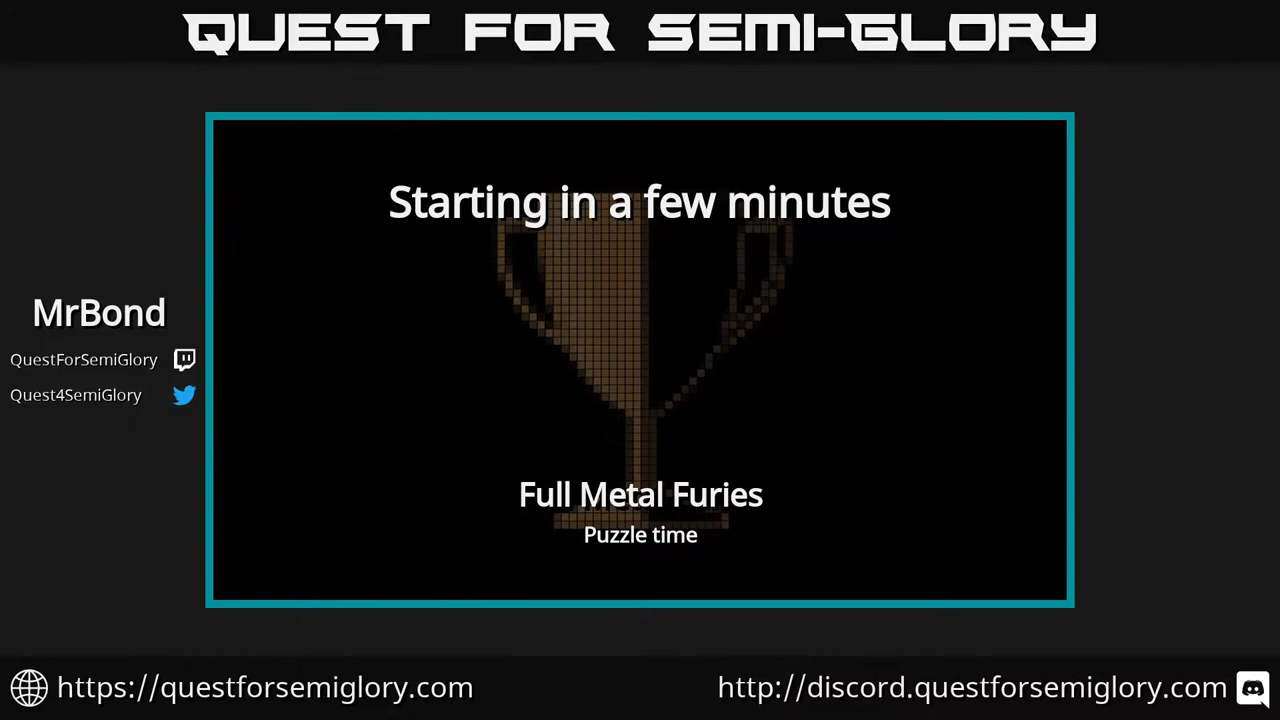 QUEST FOR SEMI-GLORY
Starting in a few minutes
MrBond
QuestForSemiGlory
Quest4SemiGlory
Full Metal Furies
Puzzle time
https://questforsemiglory.com
http://discord.questforsemiglory.com